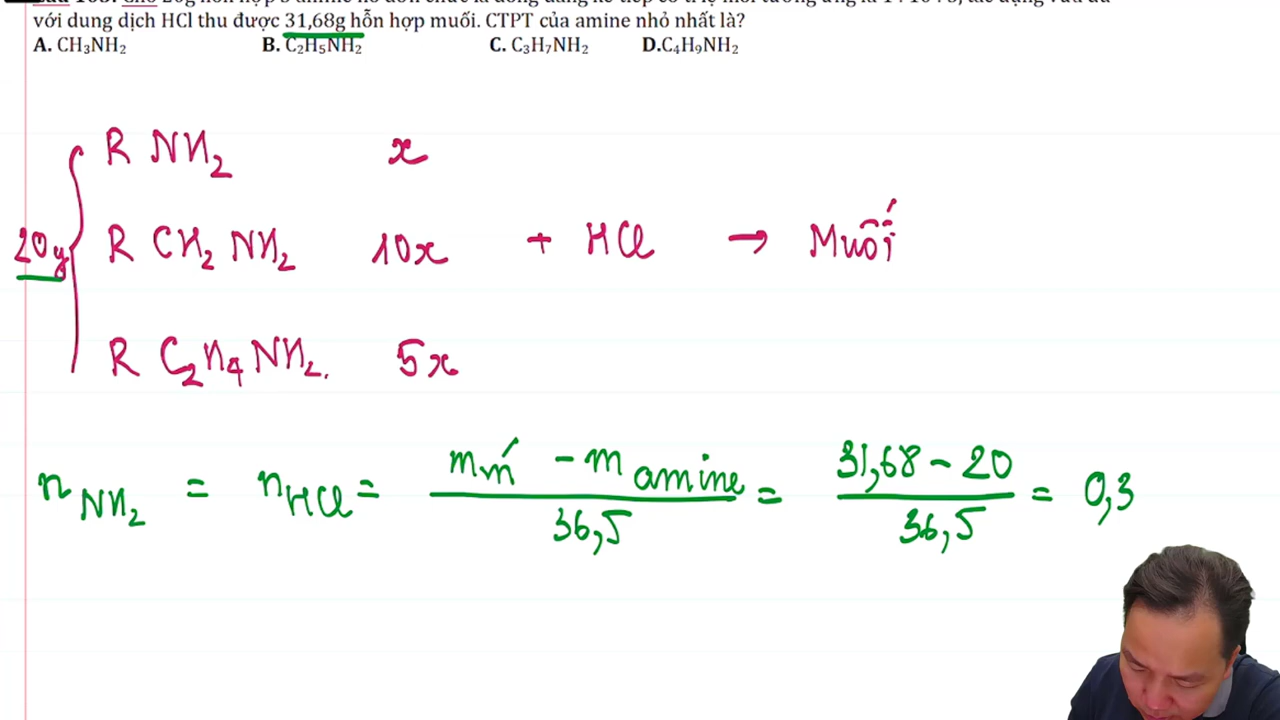 với dung dịch HCl thu được 31,68g hỗn hợp muối. CTPT của amine nhỏ nhất là?
A. CH₃NH₂ B. C₂H₅NH₂ C. C₃H₇NH₂ D.C₄H₉NH₂
R NH₂ x
20g R CH₂ NH₂ 10x + HCl → Muối
R C₂H₄ NH₂. 5x
n NH₂ = n HCl = (m m' - m amine) / 36,5 = (31,68 - 20) / 36,5 = 0,3